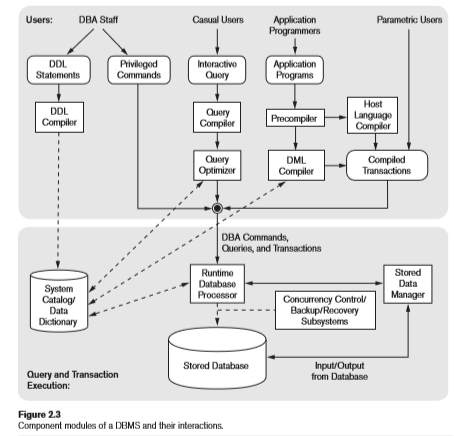 Users:
DBA Staff
Casual Users
Application
Programmers
Parametric Users
DDL
Statements
Privileged
Commands
Interactive
Query
Application
Programs
DDL
Compiler
Query
Compiler
Precompiler
Host
Language
Compiler
Query
Optimizer
DML
Compiler
Compiled
Transactions
DBA Commands,
Queries, and Transactions
System
Catalog/
Data
Dictionary
Runtime
Database
Processor
Stored
Data
Manager
Concurrency Control/
Backup/Recovery
Subsystems
Stored Database
Input/Output
from Database
Query and Transaction
Execution:
Figure 2.3
Component modules of a DBMS and their interactions.